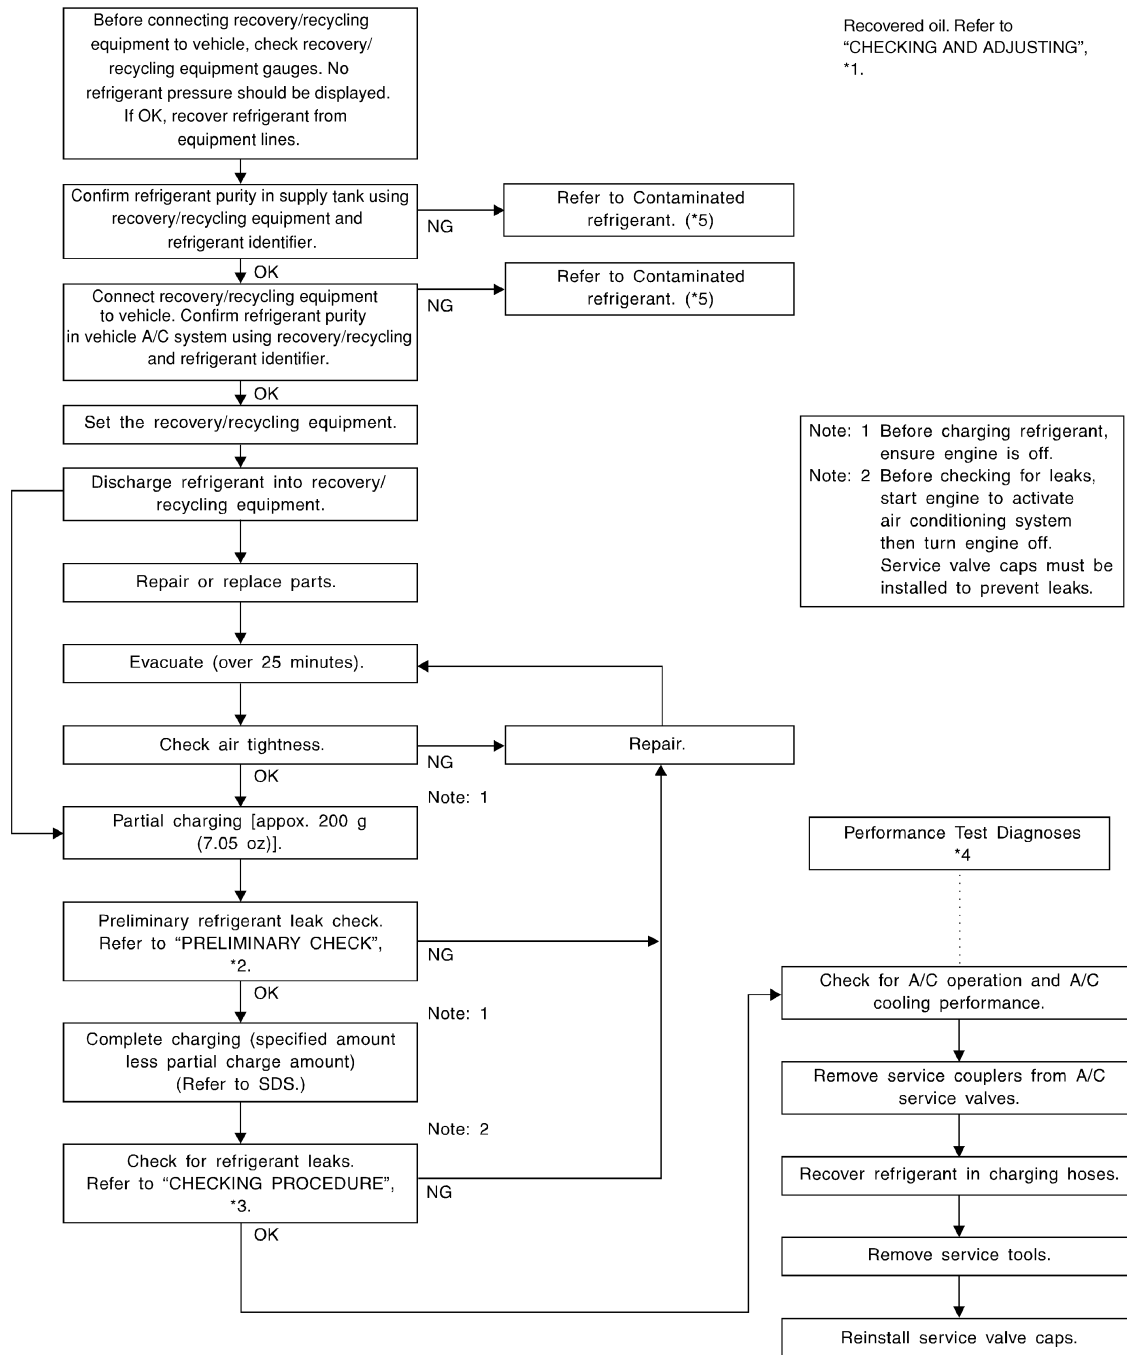 Before connecting recovery/recycling
equipment to vehicle, check recovery/
recycling equipment gauges. No
refrigerant pressure should be displayed.
If OK, recover refrigerant from
equipment lines.
Recovered oil. Refer to
“CHECKING AND ADJUSTING”,
*1.
Confirm refrigerant purity in supply tank using
recovery/recycling equipment and
refrigerant identifier.
NG
Refer to Contaminated
refrigerant. (*5)
OK
Connect recovery/recycling equipment
to vehicle. Confirm refrigerant purity
in vehicle A/C system using recovery/recycling
and refrigerant identifier.
NG
Refer to Contaminated
refrigerant. (*5)
OK
Set the recovery/recycling equipment.
Discharge refrigerant into recovery/
recycling equipment.
Note: 1 Before charging refrigerant,
ensure engine is off.
Note: 2 Before checking for leaks,
start engine to activate
air conditioning system
then turn engine off.
Service valve caps must be
installed to prevent leaks.
Repair or replace parts.
Evacuate (over 25 minutes).
Check air tightness.
NG
Repair.
OK
Note: 1
Partial charging [appox. 200 g
(7.05 oz)].
Preliminary refrigerant leak check.
Refer to “PRELIMINARY CHECK”,
*2.
NG
OK
Note: 1
Complete charging (specified amount
less partial charge amount)
(Refer to SDS.)
Note: 2
Check for refrigerant leaks.
Refer to “CHECKING PROCEDURE”,
*3.
NG
OK
Performance Test Diagnoses
*4
Check for A/C operation and A/C
cooling performance.
Remove service couplers from A/C
service valves.
Recover refrigerant in charging hoses.
Remove service tools.
Reinstall service valve caps.